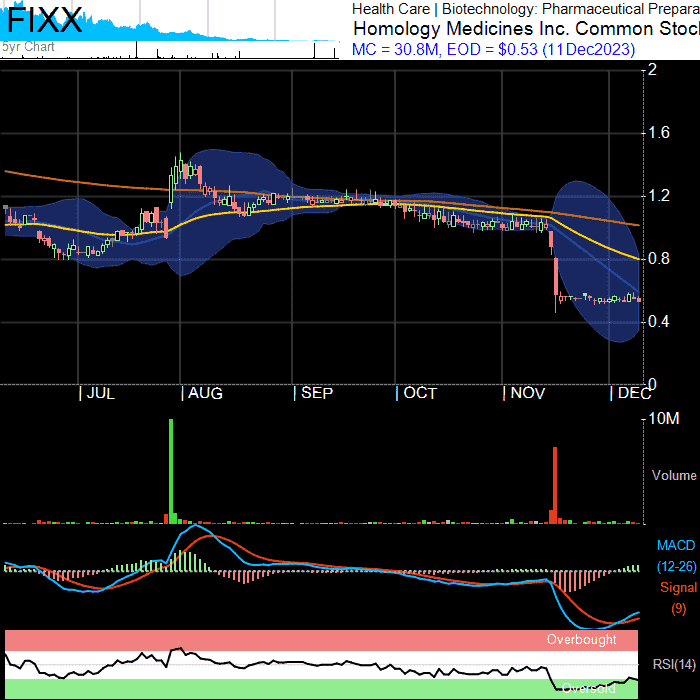 FIXX
5yr Chart
Health Care | Biotechnology: Pharmaceutical Prepara
Homology Medicines Inc. Common Stoc
MC = 30.8M, EOD = $0.53 (11Dec2023)
2
1.6
1.2
0.8
0.4
0
| JUL | AUG | SEP | OCT | NOV | DEC
10M
Volume
MACD
(12-26)
Signal
(9)
Overbought
RSI(14)
Oversold